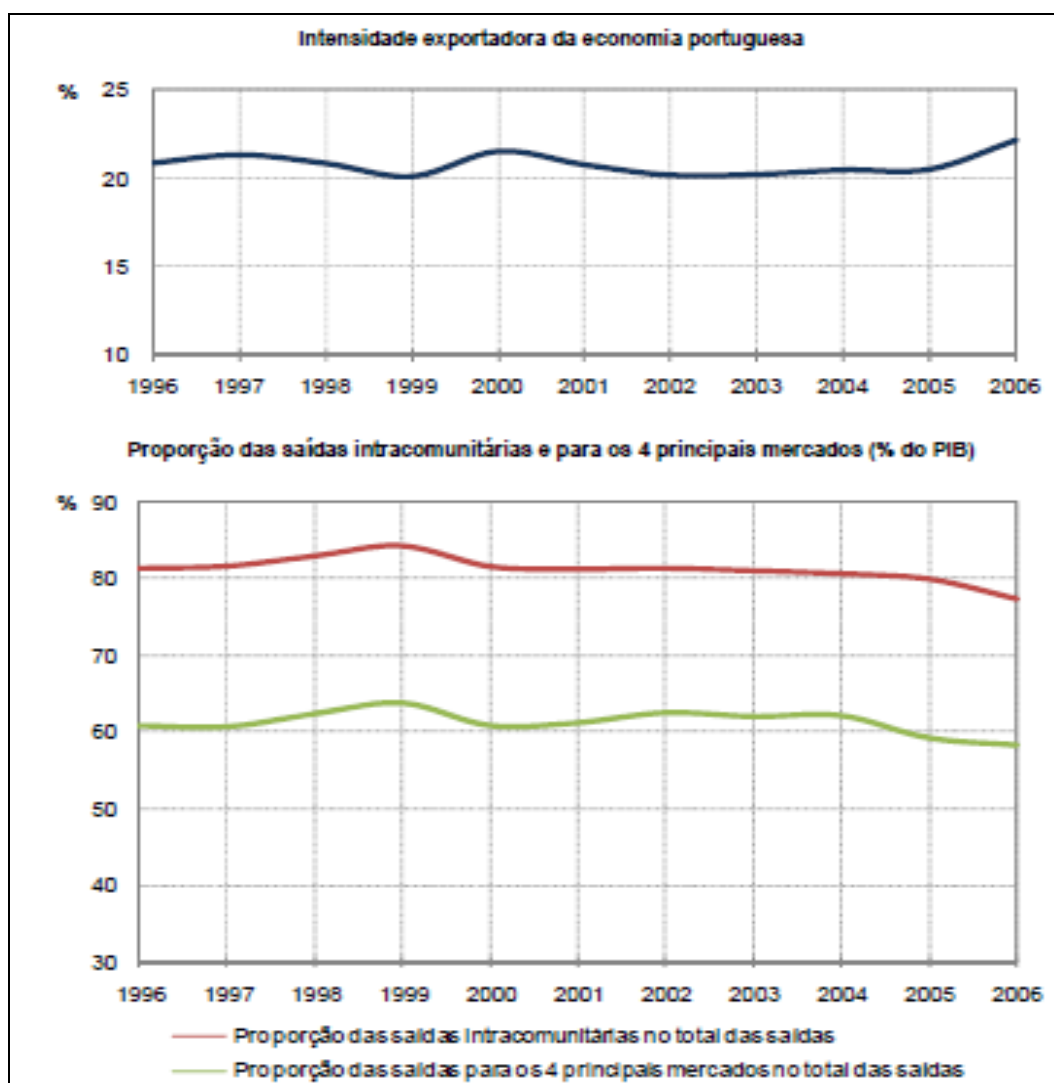 Intensidade exportadora da economia portuguesa
%
25
20
15
10
1996 1997 1998 1999 2000 2001 2002 2003 2004 2005 2006
Proporção das saídas intracomunitárias e para os 4 principais mercados (% do PIB)
%
90
80
70
60
50
40
30
1996 1997 1998 1999 2000 2001 2002 2003 2004 2005 2006
Proporção das saídas intracomunitárias no total das saídas
Proporção das saídas para os 4 principais mercados no total das saídas